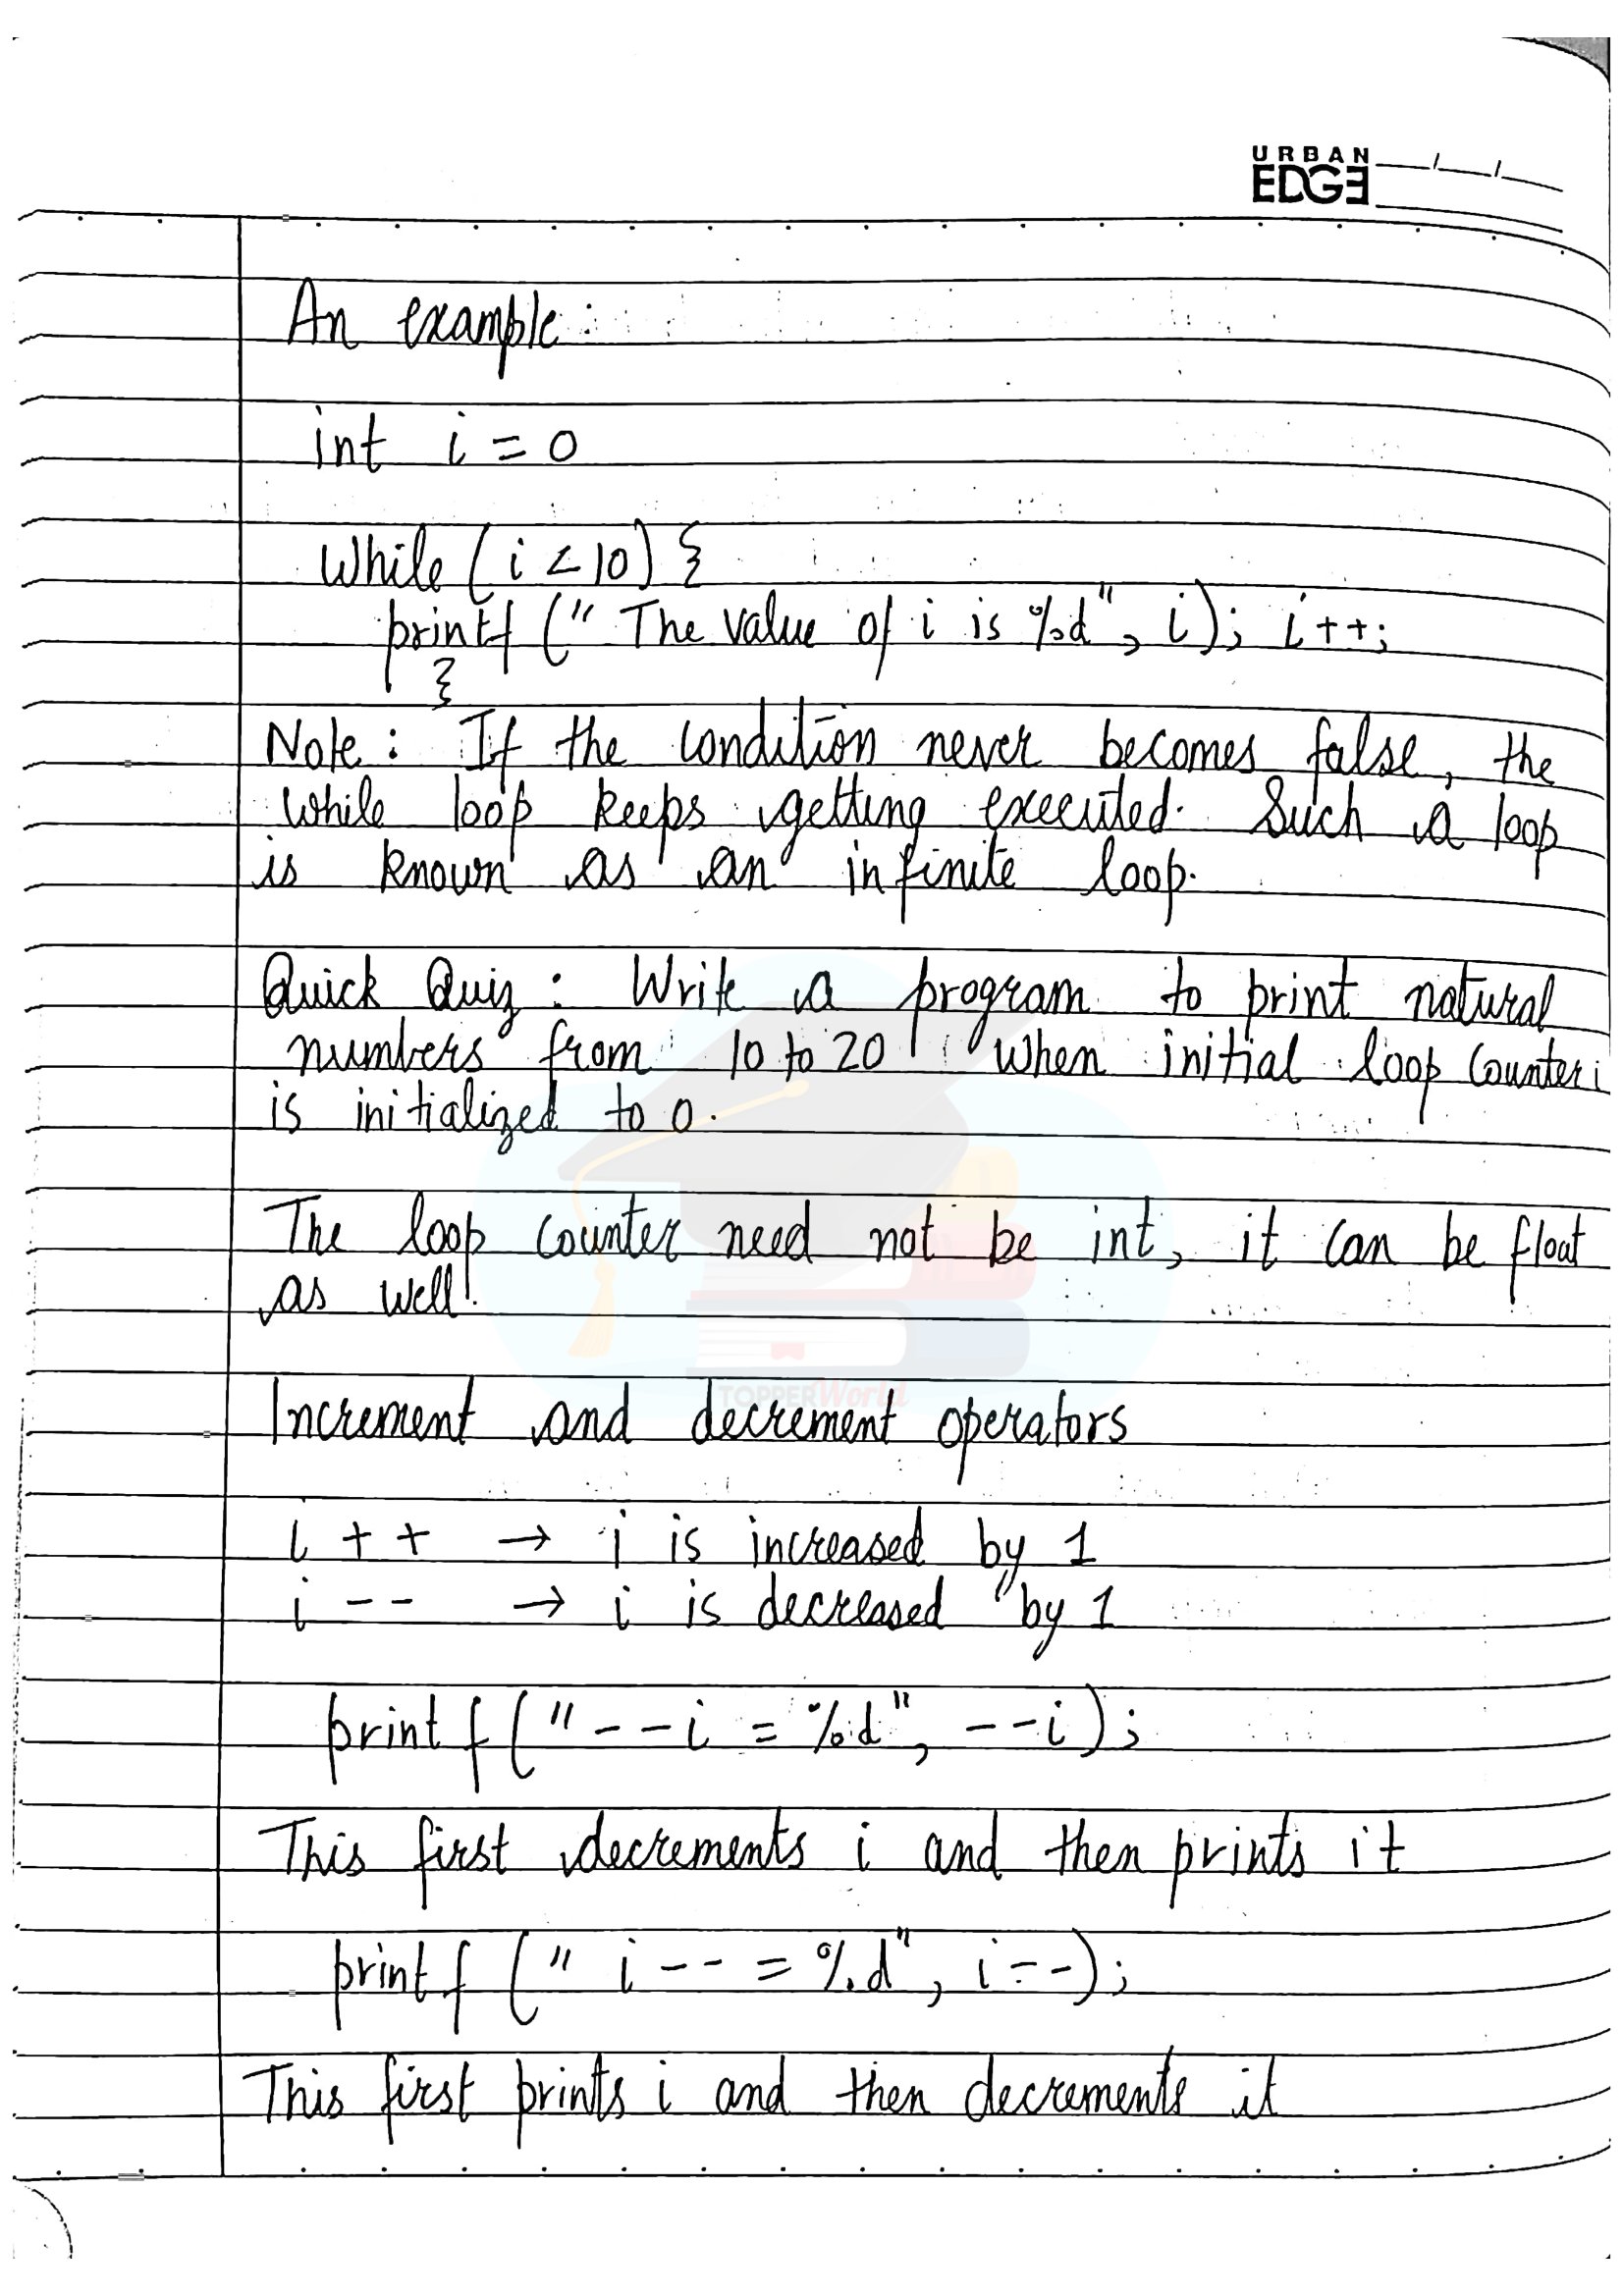 URBAN
EDGE
An example:
int i = 0
while (i < 10) {
printf (" The value of i is %d", i); i++;
}
Note: If the condition never becomes false, the
while loop keeps getting executed. Such a loop
is known as an infinite loop.
Quick Quiz: Write a program to print natural
numbers from 10 to 20 when initial loop counter i
is initialized to 0.
The loop counter need not be int, it can be float
as well.
TOPPERWorld
Increment and decrement operators
i ++ → i is increased by 1
i -- → i is decreased by 1
printf ("--i = %d", --i);
This first decrements i and then prints it
printf (" i-- = %d", i--);
This first prints i and then decrements it